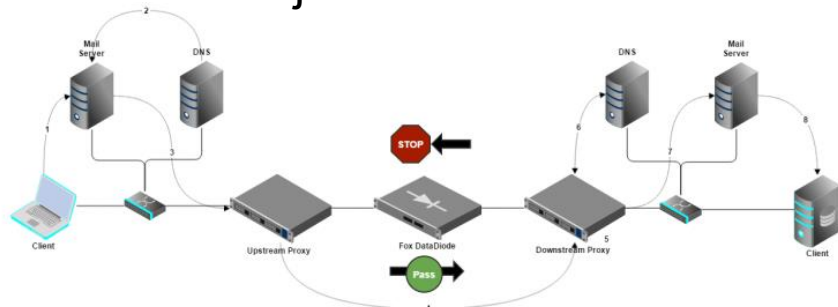 2
Mail
Server
DNS
1
3
Client
Upstream Proxy
STOP
Fox DataDiode
Pass
Downstream Proxy
5
6
DNS
7
Mail
Server
8
Client